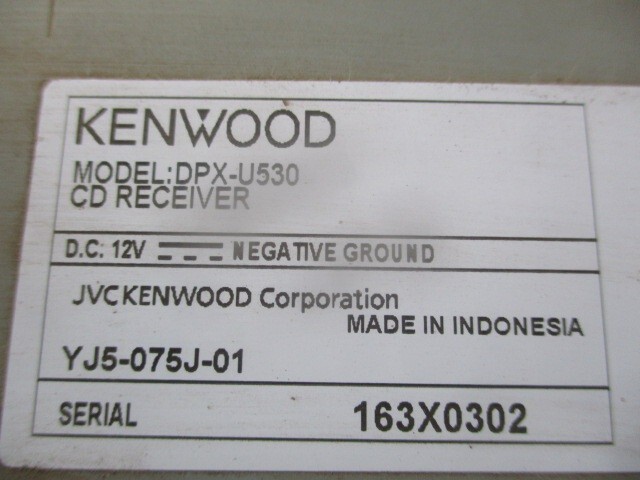 KENWOOD
MODEL:DPX-U530
CD RECEIVER
D.C: 12V NEGATIVE GROUND
JVCKENWOOD Corporation
MADE IN INDONESIA
YJ5-075J-01
SERIAL 163X0302